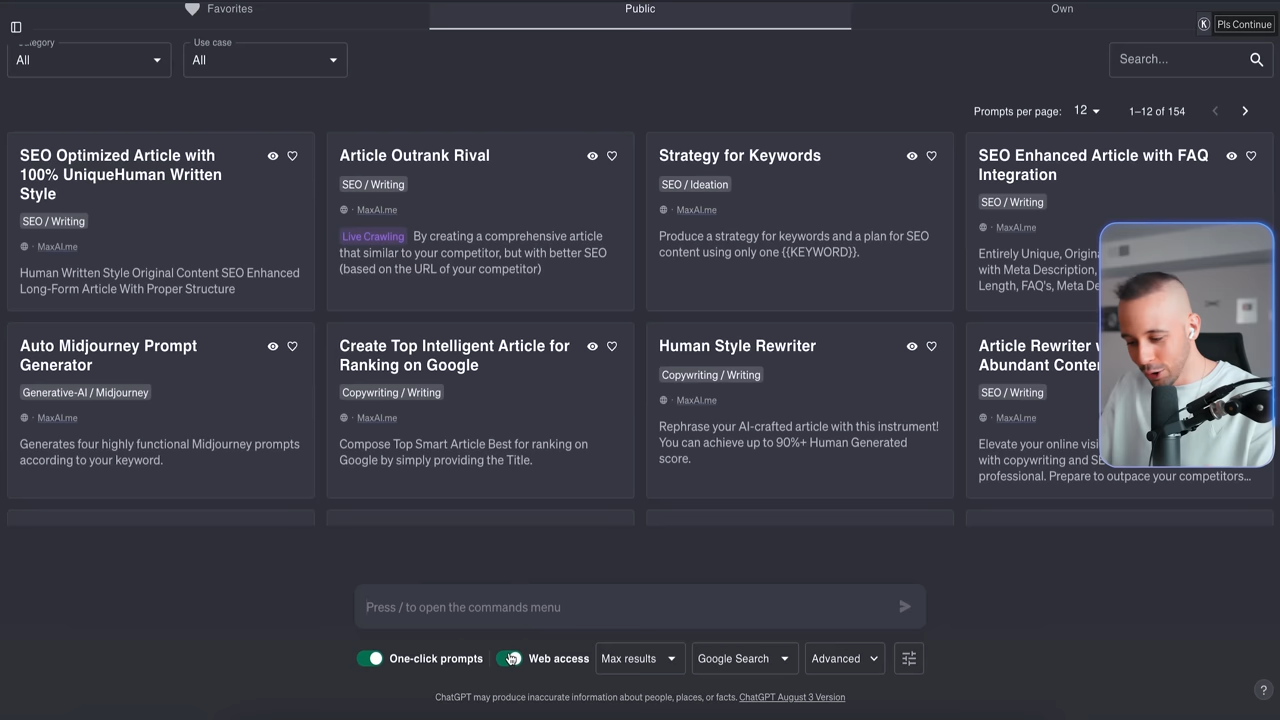 Favorites
Public
Own
K
Pls Continue
Category
All
Use case
All
Search...
Prompts per page:
12
1–12 of 154
SEO Optimized Article with
100% UniqueHuman Written
Style
SEO / Writing
· MaxAI.me
Human Written Style Original Content SEO Enhanced
Long-Form Article With Proper Structure
Article Outrank Rival
SEO / Writing
· MaxAI.me
Live Crawling By creating a comprehensive article
that similar to your competitor, but with better SEO
(based on the URL of your competitor)
Strategy for Keywords
SEO / Ideation
· MaxAI.me
Produce a strategy for keywords and a plan for SEO
content using only one {{KEYWORD}}.
SEO Enhanced Article with FAQ
Integration
SEO / Writing
· MaxAI.me
Entirely Unique, Origin
with Meta Description,
Length, FAQ's, Meta De
Auto Midjourney Prompt
Generator
Generative-AI / Midjourney
· MaxAI.me
Generates four highly functional Midjourney prompts
according to your keyword.
Create Top Intelligent Article for
Ranking on Google
Copywriting / Writing
· MaxAI.me
Compose Top Smart Article Best for ranking on
Google by simply providing the Title.
Human Style Rewriter
Copywriting / Writing
· MaxAI.me
Rephrase your AI-crafted article with this instrument!
You can achieve up to 90%+ Human Generated
score.
Article Rewriter
Abundant Conte
SEO / Writing
· MaxAI.me
Elevate your online visi
with copywriting and SE
professional. Prepare to outpace your competitors...
Press / to open the commands menu
One-click prompts
Web access
Max results
Google Search
Advanced
ChatGPT may produce inaccurate information about people, places, or facts. ChatGPT August 3 Version
?